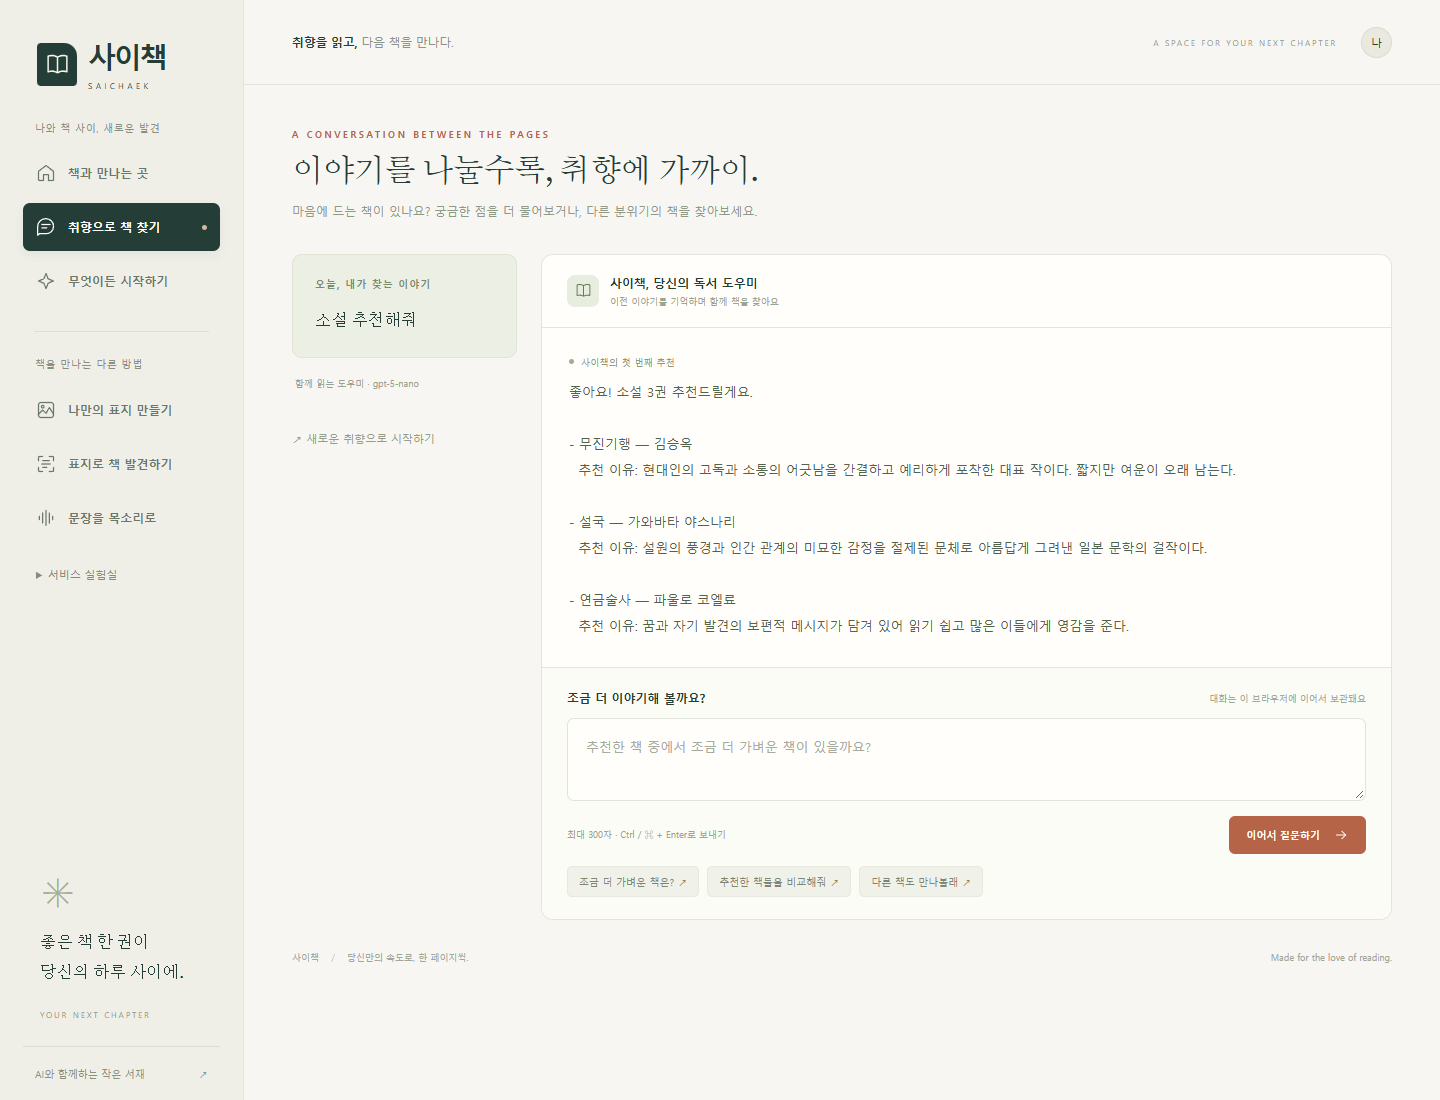 사이책
SAICHAEK
나와 책 사이, 새로운 발견
책과 만나는 곳
취향으로 책 찾기
무엇이든 시작하기
책을 만나는 다른 방법
나만의 표지 만들기
표지로 책 발견하기
문장을 목소리로
▶ 서비스 실험실
좋은 책 한 권이
당신의 하루 사이에.
YOUR NEXT CHAPTER
AI와 함께하는 작은 서재 ↗
취향을 읽고, 다음 책을 만나다.
A SPACE FOR YOUR NEXT CHAPTER
나
A CONVERSATION BETWEEN THE PAGES
이야기를 나눌수록, 취향에 가까이.
마음에 드는 책이 있나요? 궁금한 점을 더 물어보거나, 다른 분위기의 책을 찾아보세요.
오늘, 내가 찾는 이야기
소설 추천해줘
함께 읽는 도우미 · gpt-5-nano
↗ 새로운 취향으로 시작하기
사이책, 당신의 독서 도우미
이전 이야기를 기억하며 함께 책을 찾아요
사이책의 첫 번째 추천
좋아요! 소설 3권 추천드릴게요.
- 무진기행 — 김승옥
추천 이유: 현대인의 고독과 소통의 어긋남을 간결하고 예리하게 포착한 대표 작이다. 짧지만 여운이 오래 남는다.
- 설국 — 가와바타 야스나리
추천 이유: 설원의 풍경과 인간 관계의 미묘한 감정을 절제된 문체로 아름답게 그려낸 일본 문학의 걸작이다.
- 연금술사 — 파울로 코엘료
추천 이유: 꿈과 자기 발견의 보편적 메시지가 담겨 있어 읽기 쉽고 많은 이들에게 영감을 준다.
조금 더 이야기해 볼까요?
대화는 이 브라우저에 이어서 보관돼요
추천한 책 중에서 조금 더 가벼운 책이 있을까요?
최대 300자 · Ctrl / ⌘ + Enter로 보내기
이어서 질문하기 →
조금 더 가벼운 책은? ↗
추천한 책들을 비교해줘 ↗
다른 책도 만나볼래 ↗
사이책 / 당신만의 속도로, 한 페이지씩.
Made for the love of reading.